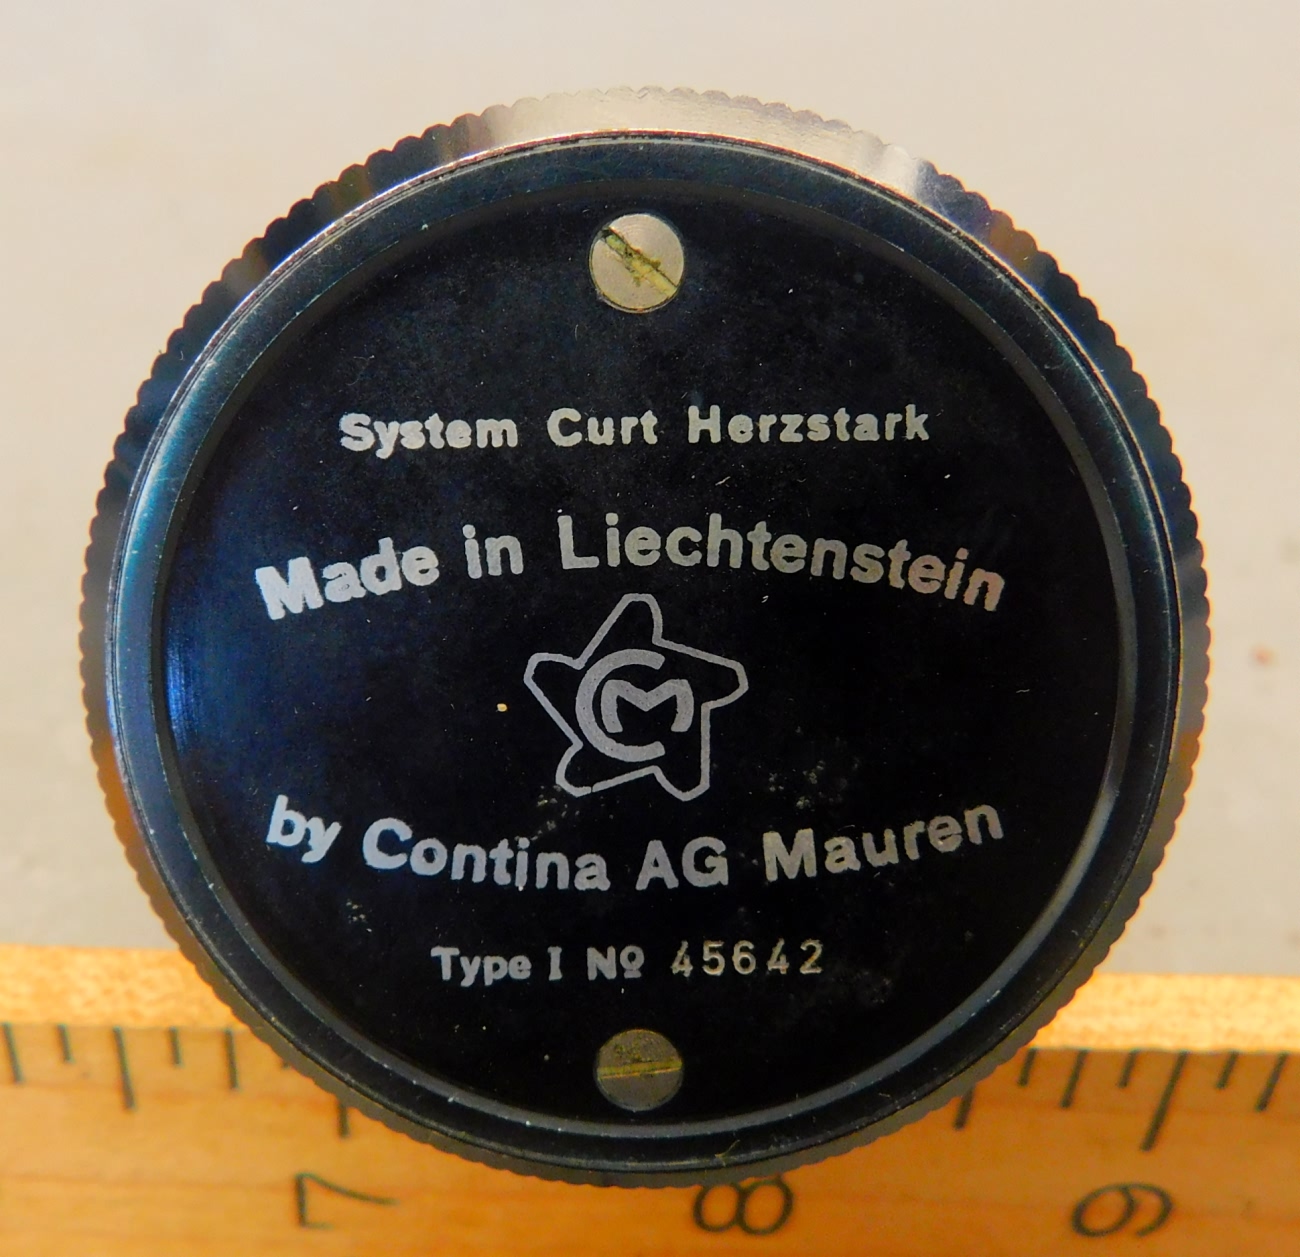 System Curt Herzstark
Made in Liechtenstein
CM
by Contina AG Mauren
Type I Nº 45642
7 8 9